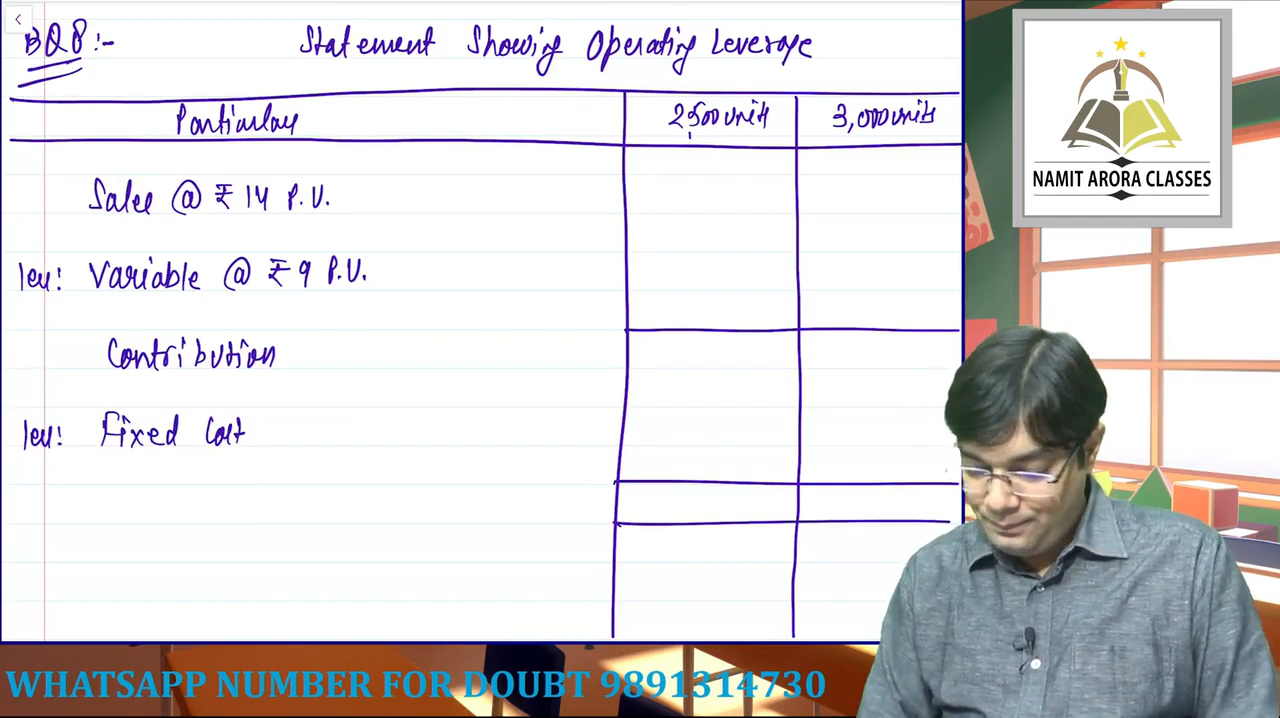 BQ8:- Statement Showing Operating Leverage
Particulars 2,500 units 3,000 units
Sales @ ₹ 14 P.U.
less: Variable @ ₹ 9 P.U.
Contribution
less: Fixed Cost
NAMIT ARORA CLASSES
WHATSAPP NUMBER FOR DOUBT 9891314730